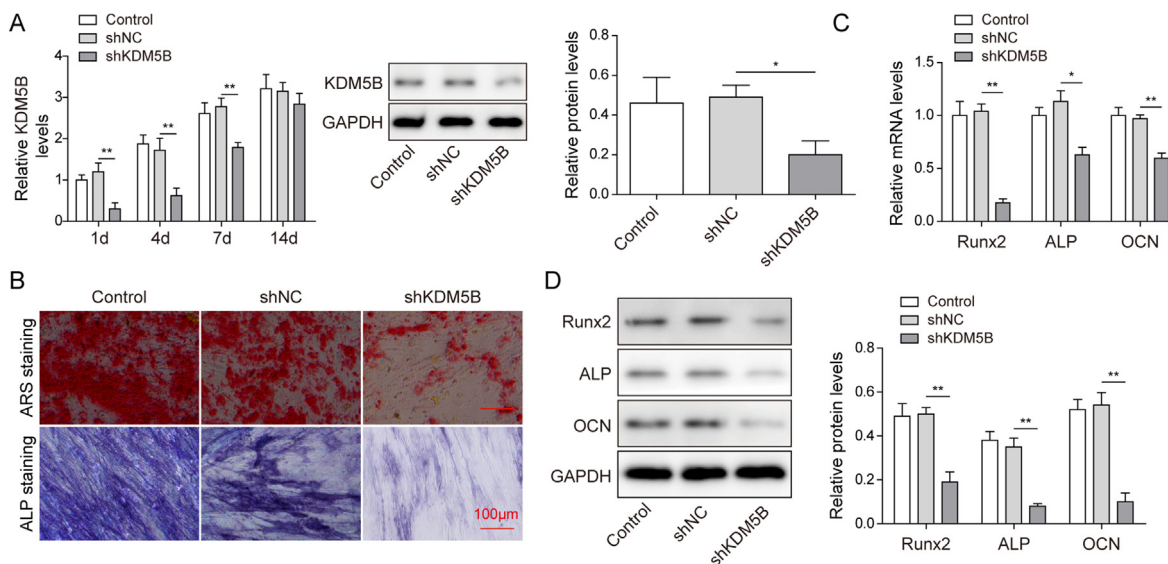 A
Control
shNC
shKDM5B
Relative KDM5B
levels
4
3
2
1
0
**
**
**
1d
4d
7d
14d
KDM5B
GAPDH
Control
shNC
shKDM5B
Relative protein levels
0.8
0.6
0.4
0.2
0.0
*
Control
shNC
shKDM5B
C
Control
shNC
shKDM5B
Relative mRNA levels
1.5
1.0
0.5
0.0
**
*
**
Runx2
ALP
OCN
B
Control
shNC
shKDM5B
ARS staining
ALP staining
100μm
D
Runx2
ALP
OCN
GAPDH
Control
shNC
shKDM5B
Control
shNC
shKDM5B
Relative protein levels
0.8
0.6
0.4
0.2
0.0
**
**
**
Runx2
ALP
OCN